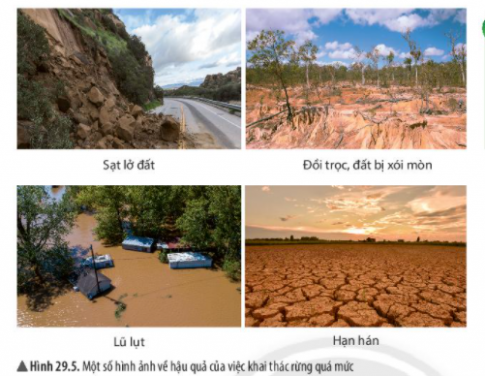 Sạt lở đất
Đồi trọc, đất bị xói mòn
Lũ lụt
Hạn hán
▲ Hình 29.5. Một số hình ảnh về hậu quả của việc khai thác rừng quá mức